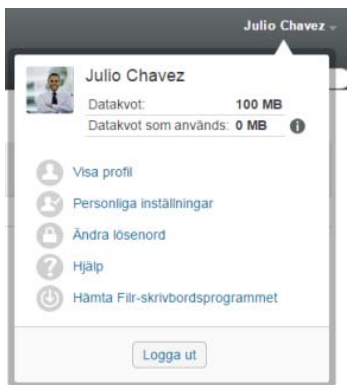 Julio Chavez
Julio Chavez
Datakvot: 100 MB
Datakvot som används: 0 MB
Visa profil
Personliga inställningar
Ändra lösenord
Hjälp
Hämta Filr-skrivbordsprogrammet
Logga ut